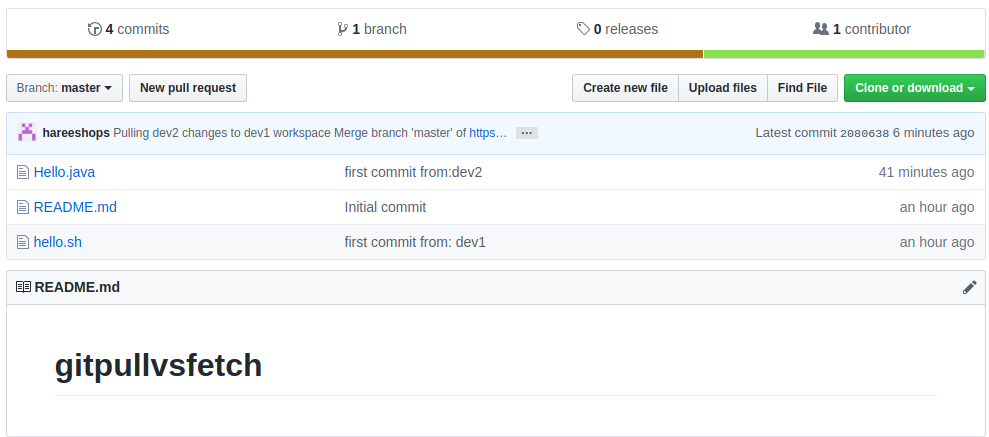 4 commits 1 branch 0 releases 1 contributor
Branch: master New pull request Create new file Upload files Find File Clone or download
hareeshops Pulling dev2 changes to dev1 workspace Merge branch 'master' of https… ... Latest commit 2080638 6 minutes ago
Hello.java first commit from:dev2 41 minutes ago
README.md Initial commit an hour ago
hello.sh first commit from: dev1 an hour ago
README.md
gitpullvsfetch